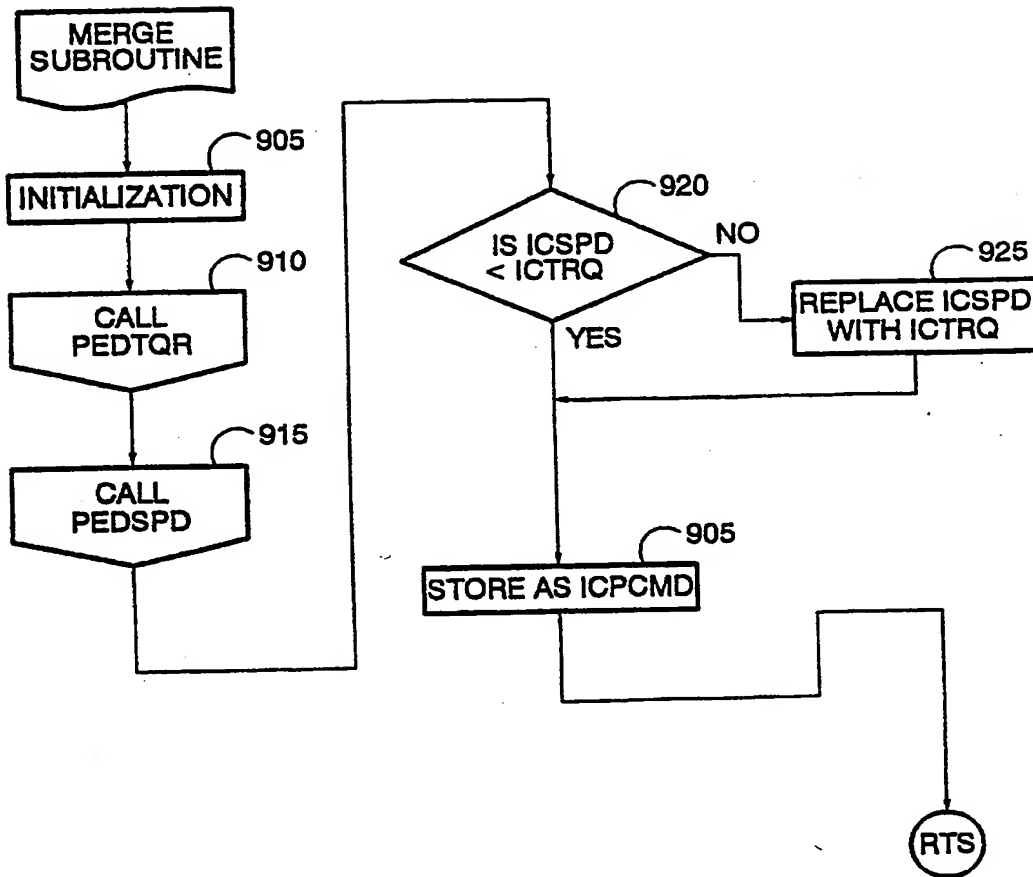 MERGE
SUBROUTINE
905
INITIALIZATION
910
CALL
PEDTQR
915
CALL
PEDSPD
920
IS ICSPD
< ICTRQ
NO
YES
925
REPLACE ICSPD
WITH ICTRQ
905
STORE AS ICPCMD
RTS